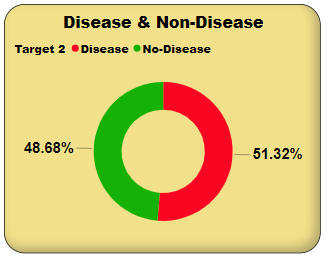 Disease & Non-Disease
Target 2 Disease No-Disease
48.68%
51.32%